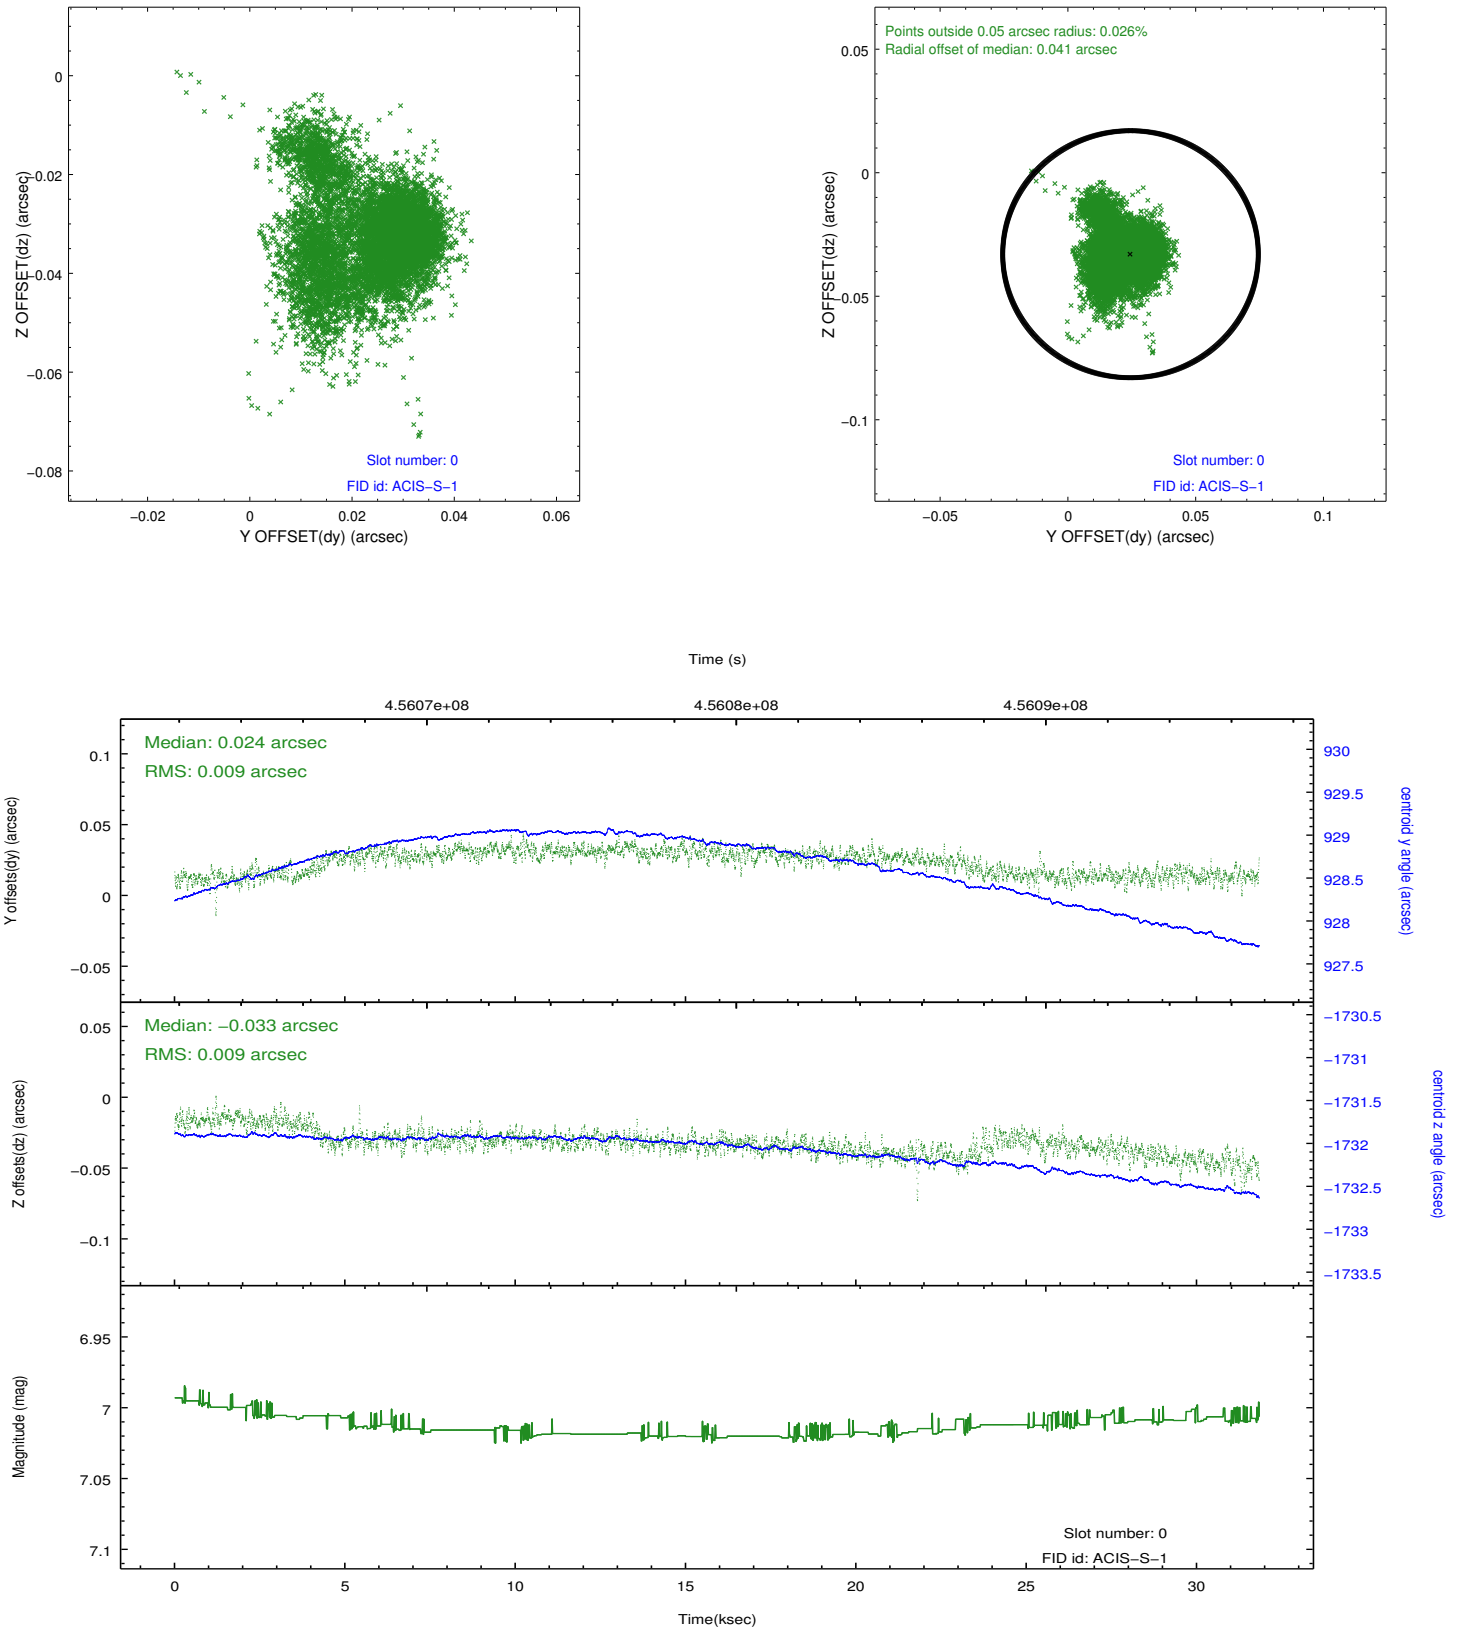 0
−0.02
−0.04
−0.06
−0.08
Z OFFSET(dz) (arcsec)
Slot number: 0
FID id: ACIS−S−1
−0.02
0
0.02
0.04
0.06
Y OFFSET(dy) (arcsec)
Points outside 0.05 arcsec radius: 0.026%
Radial offset of median: 0.041 arcsec
0.05
0
−0.05
−0.1
Z OFFSET(dz) (arcsec)
Slot number: 0
FID id: ACIS−S−1
−0.05
0
0.05
0.1
Y OFFSET(dy) (arcsec)
Time (s)
4.5607e+08
4.5608e+08
4.5609e+08
Median: 0.024 arcsec
RMS: 0.009 arcsec
0.1
0.05
0
−0.05
Y offsets(dy) (arcsec)
930
929.5
929
928.5
928
927.5
centroid y angle (arcsec)
Median: −0.033 arcsec
RMS: 0.009 arcsec
0.05
0
−0.05
−0.1
Z offsets(dz) (arcsec)
−1730.5
−1731
−1731.5
−1732
−1732.5
−1733
−1733.5
centroid z angle (arcsec)
6.95
7
7.05
7.1
Magnitude (mag)
Slot number: 0
FID id: ACIS−S−1
0
5
10
15
20
25
30
Time(ksec)